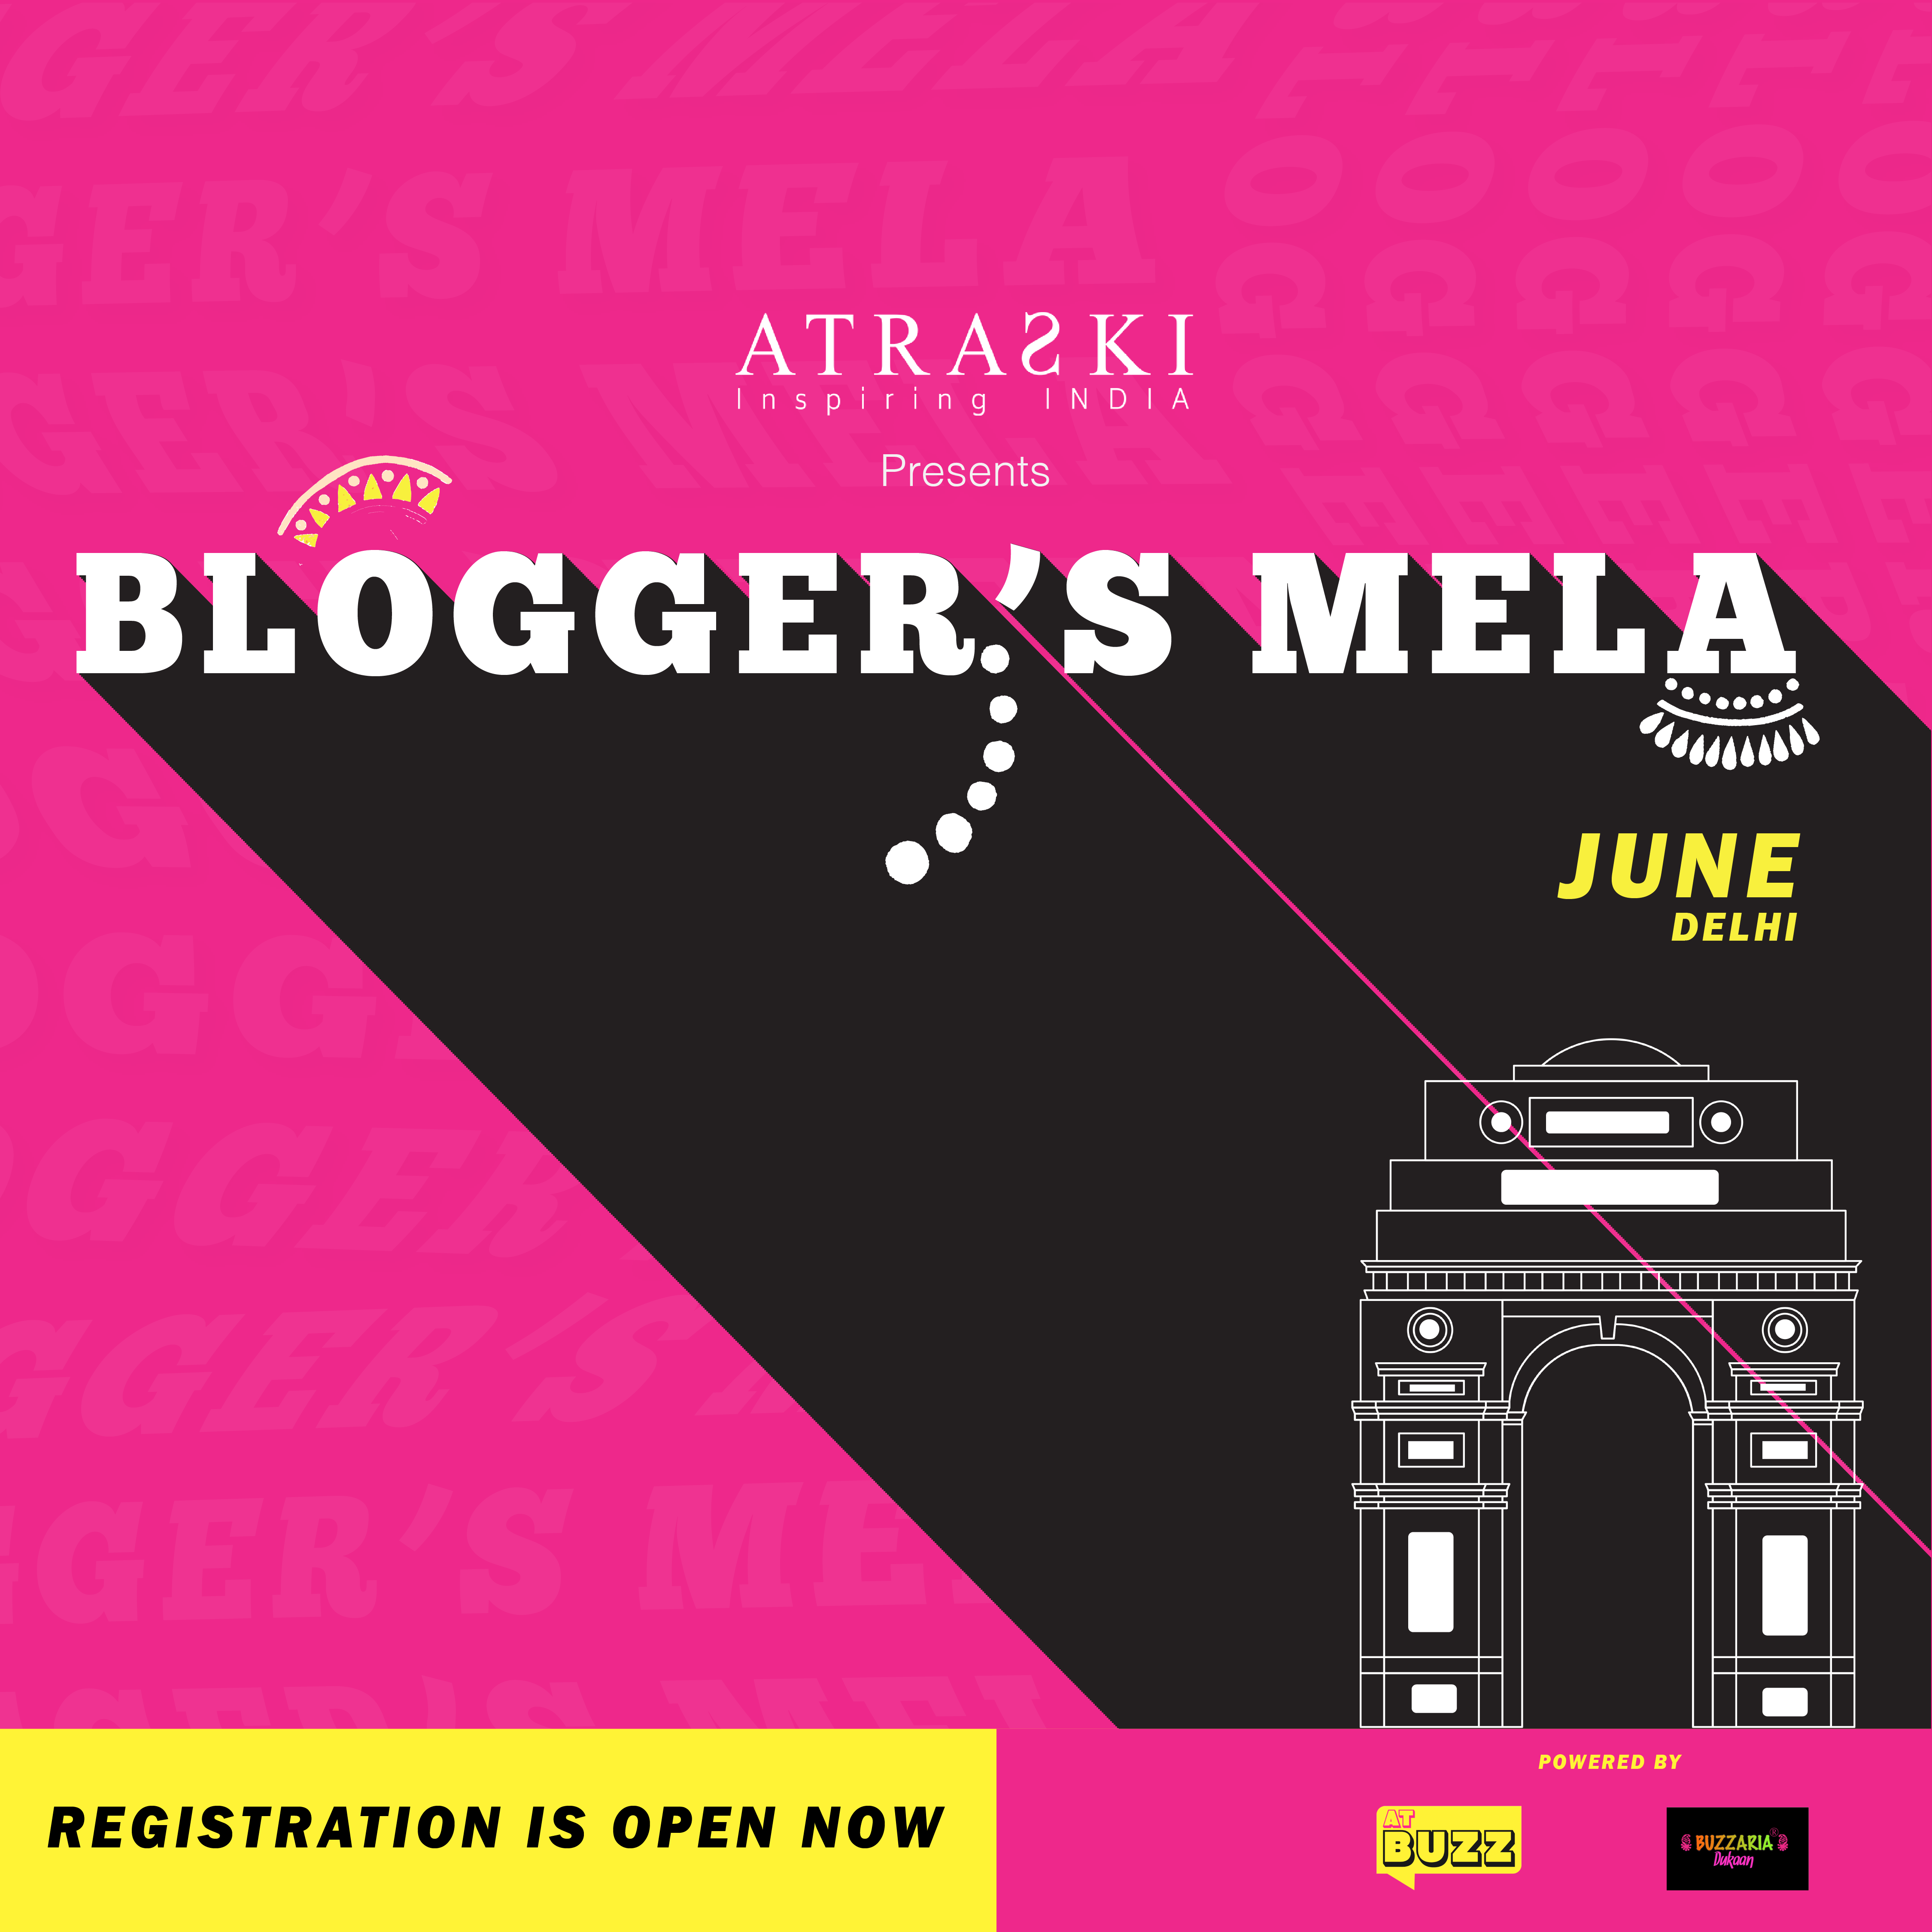 ATRASKI
Inspiring INDIA
Presents
BLOGGER'S MELA
JUNE
DELHI
REGISTRATION IS OPEN NOW
POWERED BY
AT
BUZZ
BUZZARIA®
Dukaan